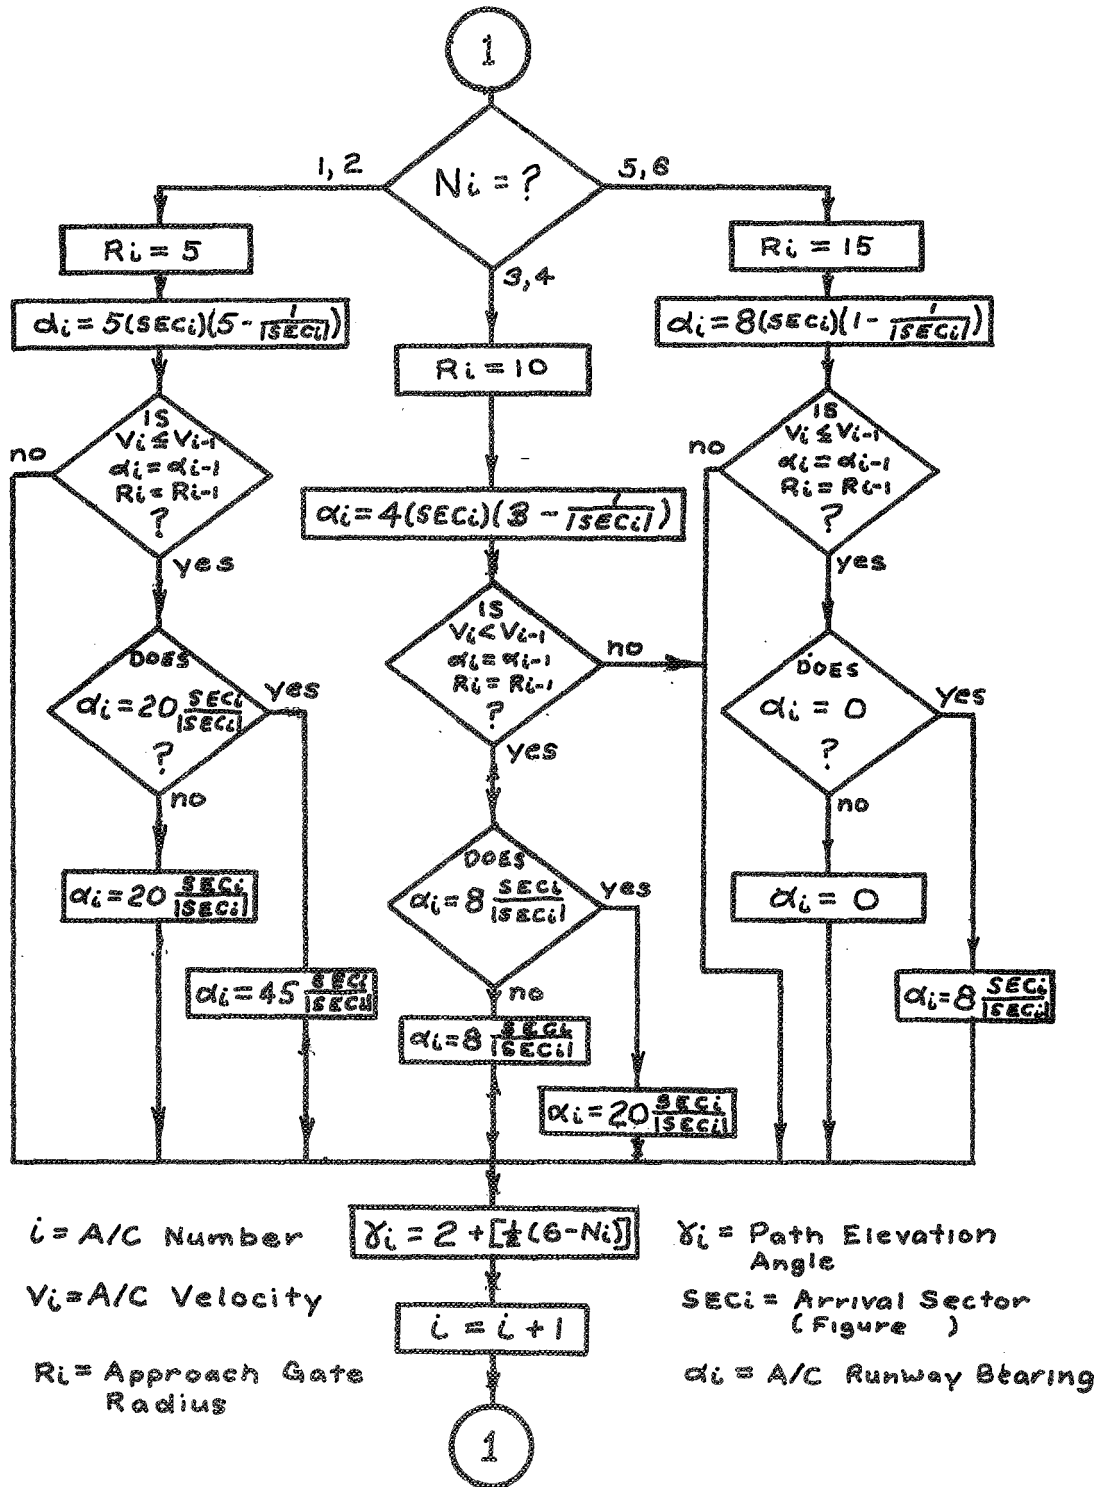 1
Ni = ?
1, 2
5, 6
3, 4
Ri = 5
αi = 5(SECi)(5 - 1/|SECi|)
IS
Vi ≤ Vi-1
αi = αi-1
Ri = Ri-1
?
no
yes
DOES
αi = 20 SECi/|SECi|
?
yes
no
αi = 20 SECi/|SECi|
αi = 45 SECi/|SECi|
Ri = 10
αi = 4(SECi)(3 - 1/|SECi|)
IS
Vi < Vi-1
αi = αi-1
Ri = Ri-1
?
no
yes
DOES
αi = 8 SECi/|SECi|
yes
no
αi = 8 SECi/|SECi|
αi = 20 SECi/|SECi|
Ri = 15
αi = 8(SECi)(1 - 1/|SECi|)
IS
Vi ≤ Vi-1
αi = αi-1
Ri = Ri-1
?
no
yes
DOES
αi = 0
?
yes
no
αi = 0
αi = 8 SECi/|SECi|
γi = 2 + [½(6-Ni)]
i = i + 1
1
i = A/C Number
Vi = A/C Velocity
Ri = Approach Gate
Radius
γi = Path Elevation
Angle
SECi = Arrival Sector
(Figure )
αi = A/C Runway Bearing